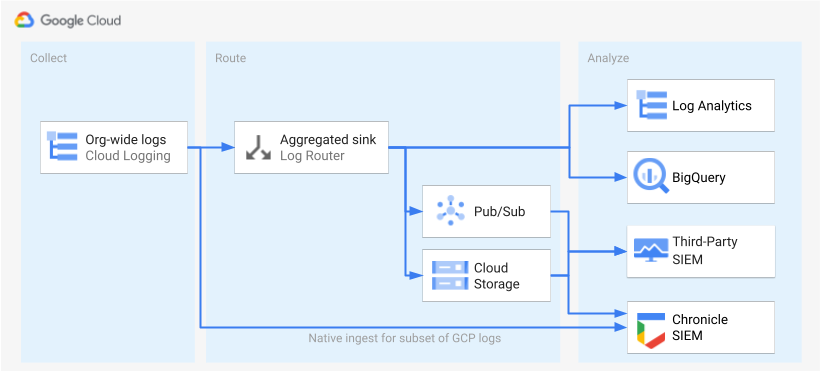 Google Cloud
Collect
Route
Analyze
Org-wide logs
Cloud Logging
Aggregated sink
Log Router
Pub/Sub
Cloud
Storage
Log Analytics
BigQuery
Third-Party
SIEM
Chronicle
SIEM
Native ingest for subset of GCP logs